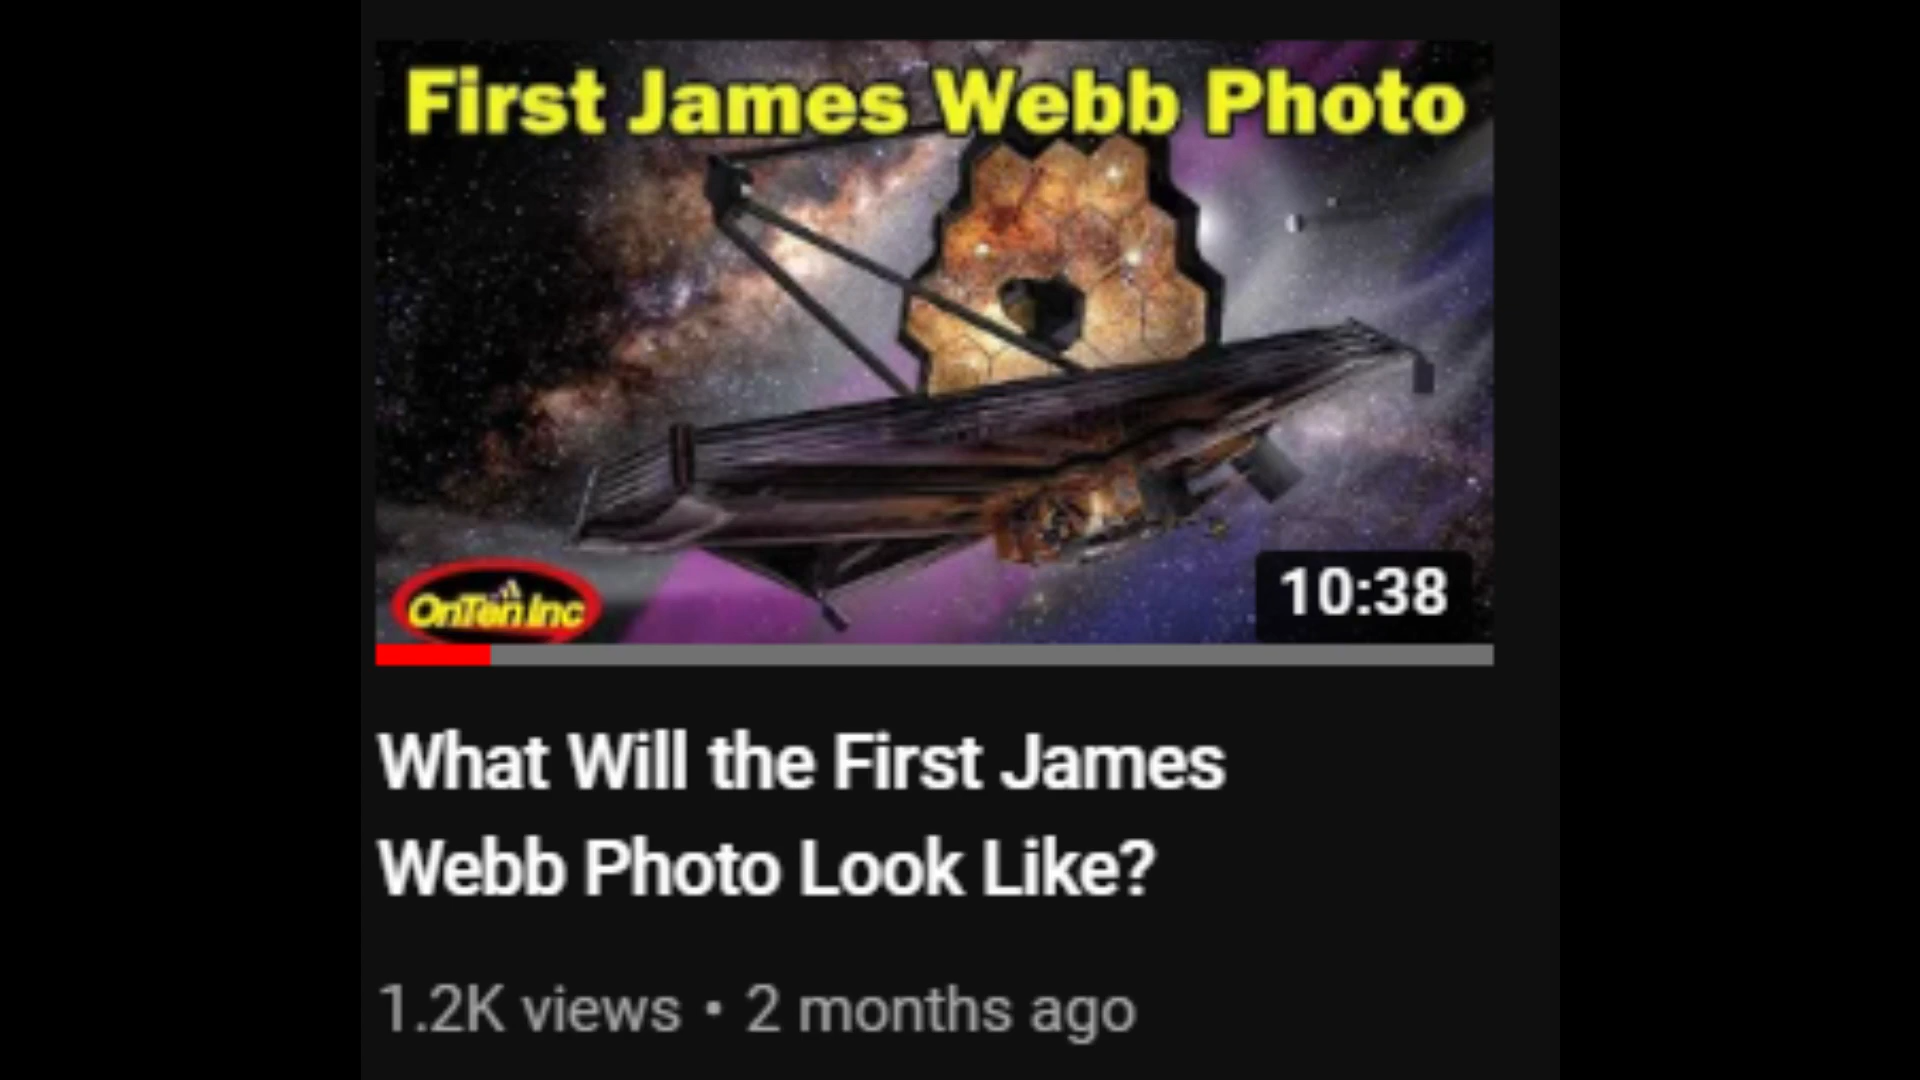 First James Webb Photo
OnTen Inc
10:38
What Will the First James
Webb Photo Look Like?
1.2K views • 2 months ago